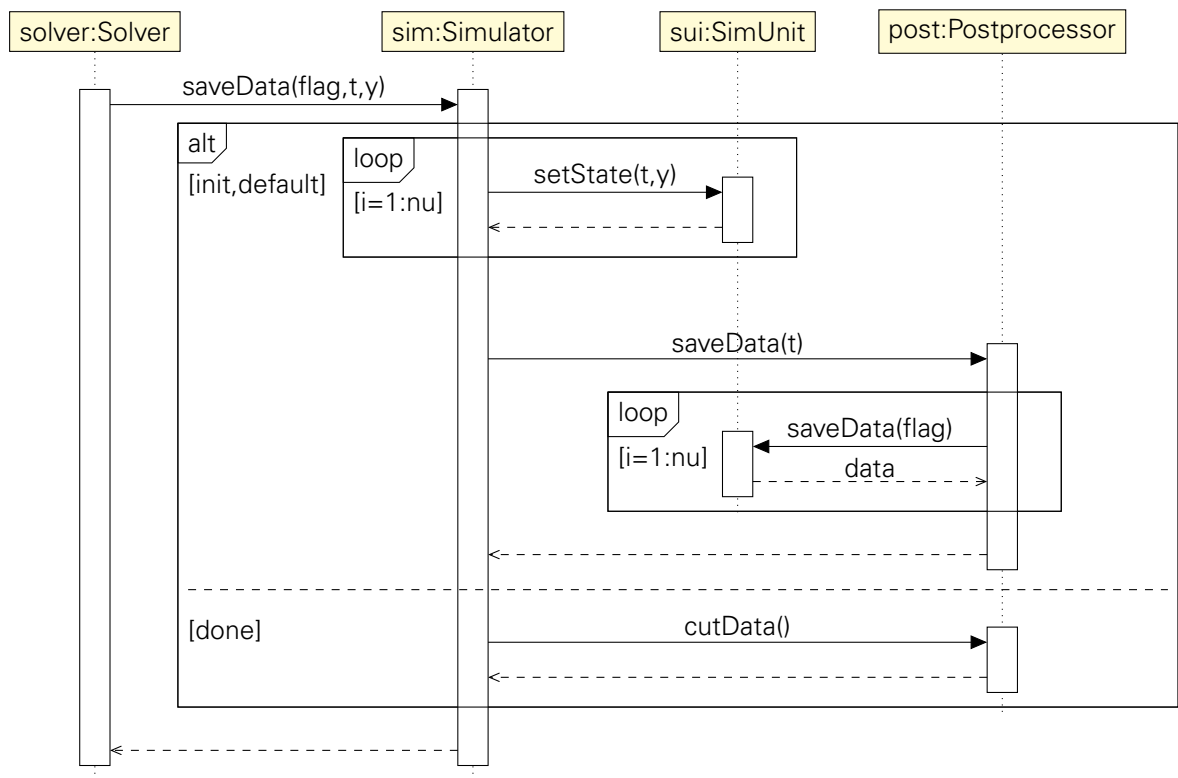 solver:Solver
sim:Simulator
sui:SimUnit
post:Postprocessor
saveData(flag,t,y)
alt
[init,default]
loop
[i=1:nu]
setState(t,y)
saveData(t)
loop
[i=1:nu]
saveData(flag)
data
[done]
cutData()